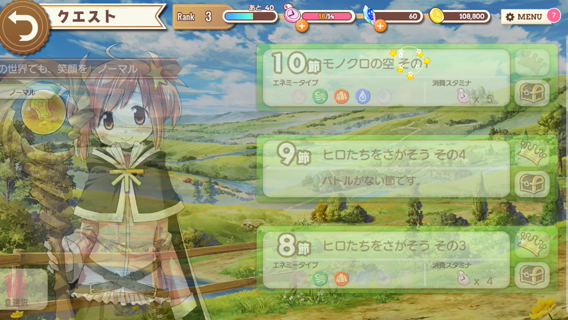 クエスト
Rank 3
あと 40
60
108,800
MENU
7
の世界でも、笑顔を
ノーマル
ノーマル
10節 モノクロの空 その1
エネミータイプ
消費スタミナ
x 5
9節 ヒロたちをさがそう その4
バトルがない節です。
8節 ヒロたちをさがそう その3
エネミータイプ
消費スタミナ
x 4